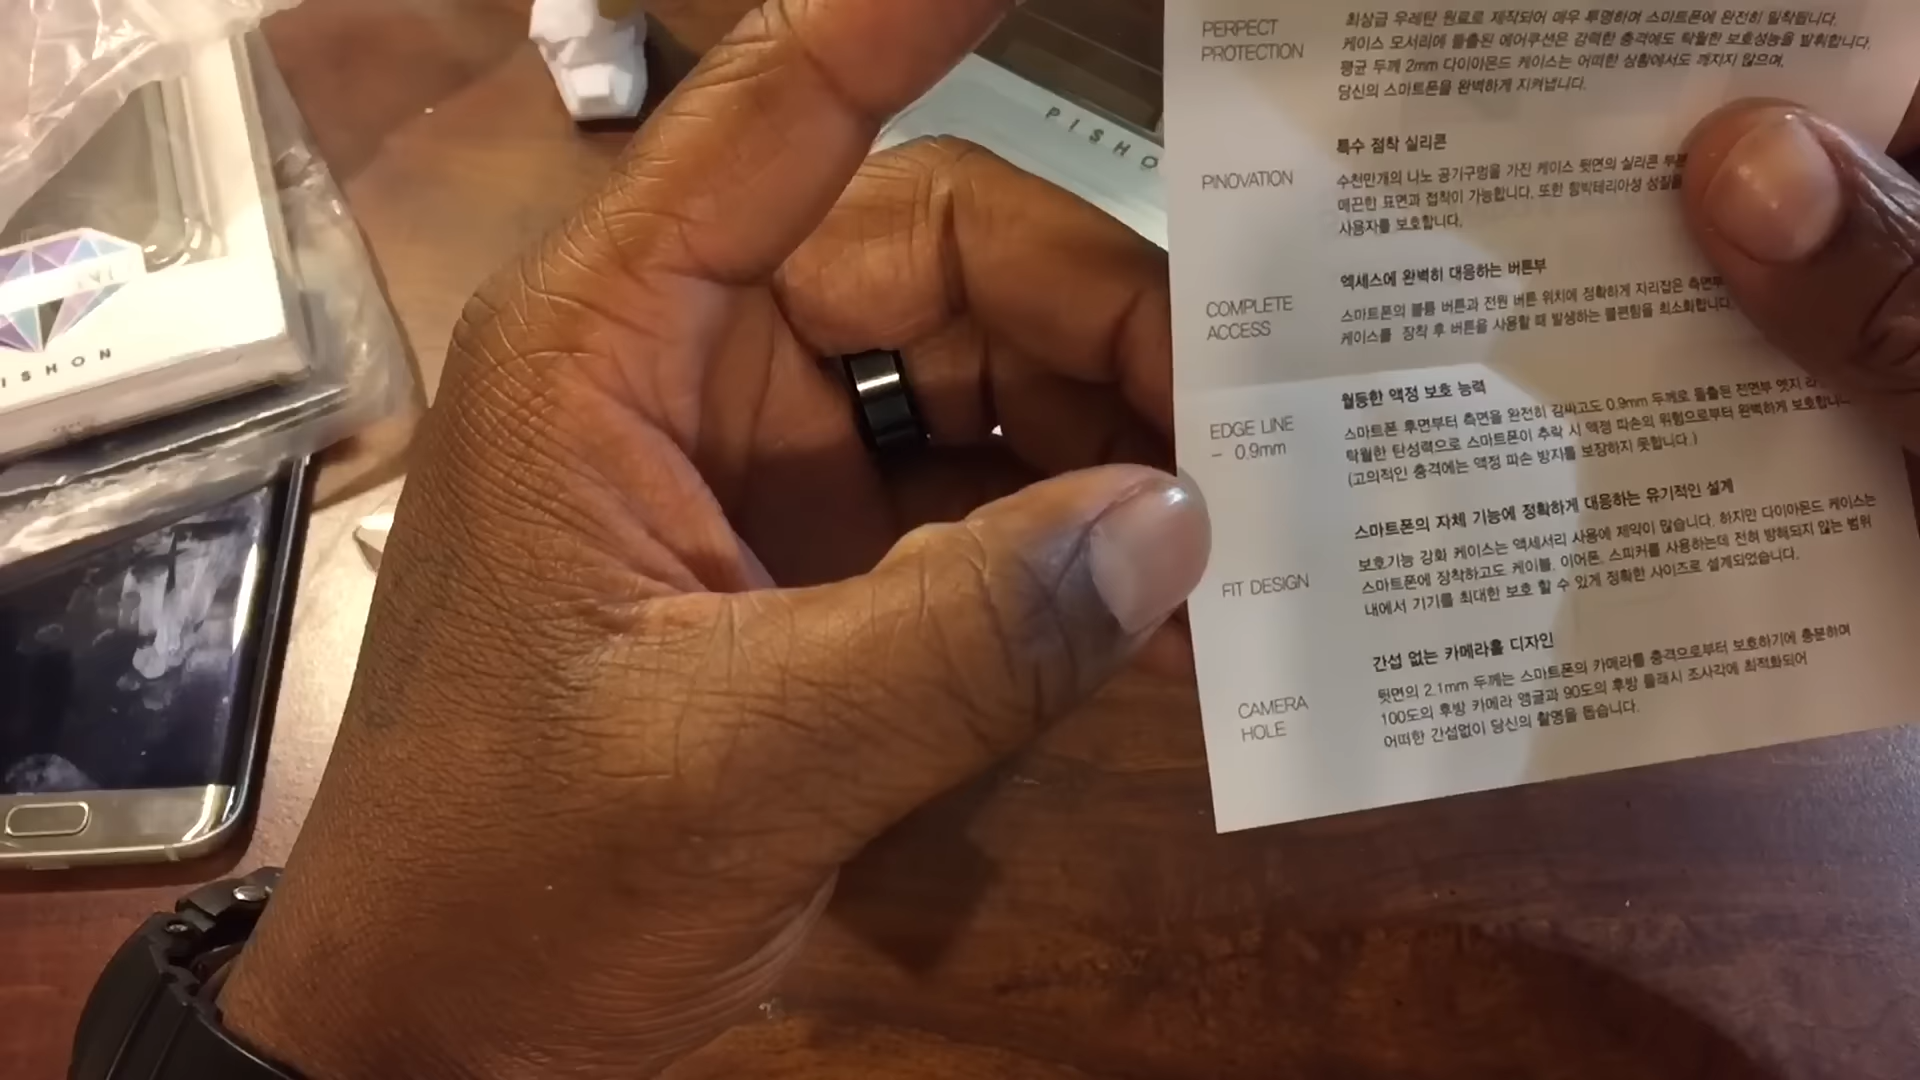 PERPECT
PROTECTION
최상급 우레탄 원료로 제작되어 매우 투명하며 스마트폰에 완전히 밀착됩니다.
케이스 모서리에 돌출된 에어쿠션은 강력한 충격에도 탁월한 보호성능을 발휘합니다.
평균 두께 2mm 다이아몬드 케이스는 어떠한 상황에서도 깨지지 않으며,
당신의 스마트폰을 완벽하게 지켜냅니다.
PINOVATION
특수 점착 실리콘
수천만개의 나노 공기구멍을 가진 케이스 뒷면의 실리콘
매끈한 표면과 접착이 가능합니다. 또한 항박테리아성 성질을
사용자를 보호합니다.
COMPLETE
ACCESS
엑세스에 완벽히 대응하는 버튼부
스마트폰의 볼륨 버튼과 전원 버튼 위치에 정확하게 자리잡은
케이스를 장착 후 버튼을 사용할 때 발생하는 불편함을 최소화합니다.
EDGE LINE
- 0.9mm
월등한 액정 보호 능력
스마트폰 후면부터 측면을 완전히 감싸고도 0.9mm 두께로 돌출된 전면부 엣지
탁월한 탄성력으로 스마트폰이 추락 시 액정 파손의 위험으로부터 완벽하게
(고의적인 충격에는 액정 파손 방지를 보장하지 못합니다.)
FIT DESIGN
스마트폰의 자체 기능에 정확하게 대응하는 유기적인 설계
보호기능 강화 케이스는 액세서리 사용에 제약이 많습니다. 하지만 다이아몬드 케이스는
스마트폰에 장착하고도 케이블, 이어폰, 스피커를 사용하는데 전혀 방해되지 않는 범위
내에서 기기를 최대한 보호 할 수 있게 정확한 사이즈로 설계되었습니다.
CAMERA
HOLE
간섭 없는 카메라홀 디자인
뒷면의 2.1mm 두께는 스마트폰의 카메라를 충격으로부터 보호하기에 충분하며
100도의 후방 카메라 앵글과 90도의 후방 플래시 조사각에 최적화되어
어떠한 간섭없이 당신의 촬영을 돕습니다.
PISHO
ISHON